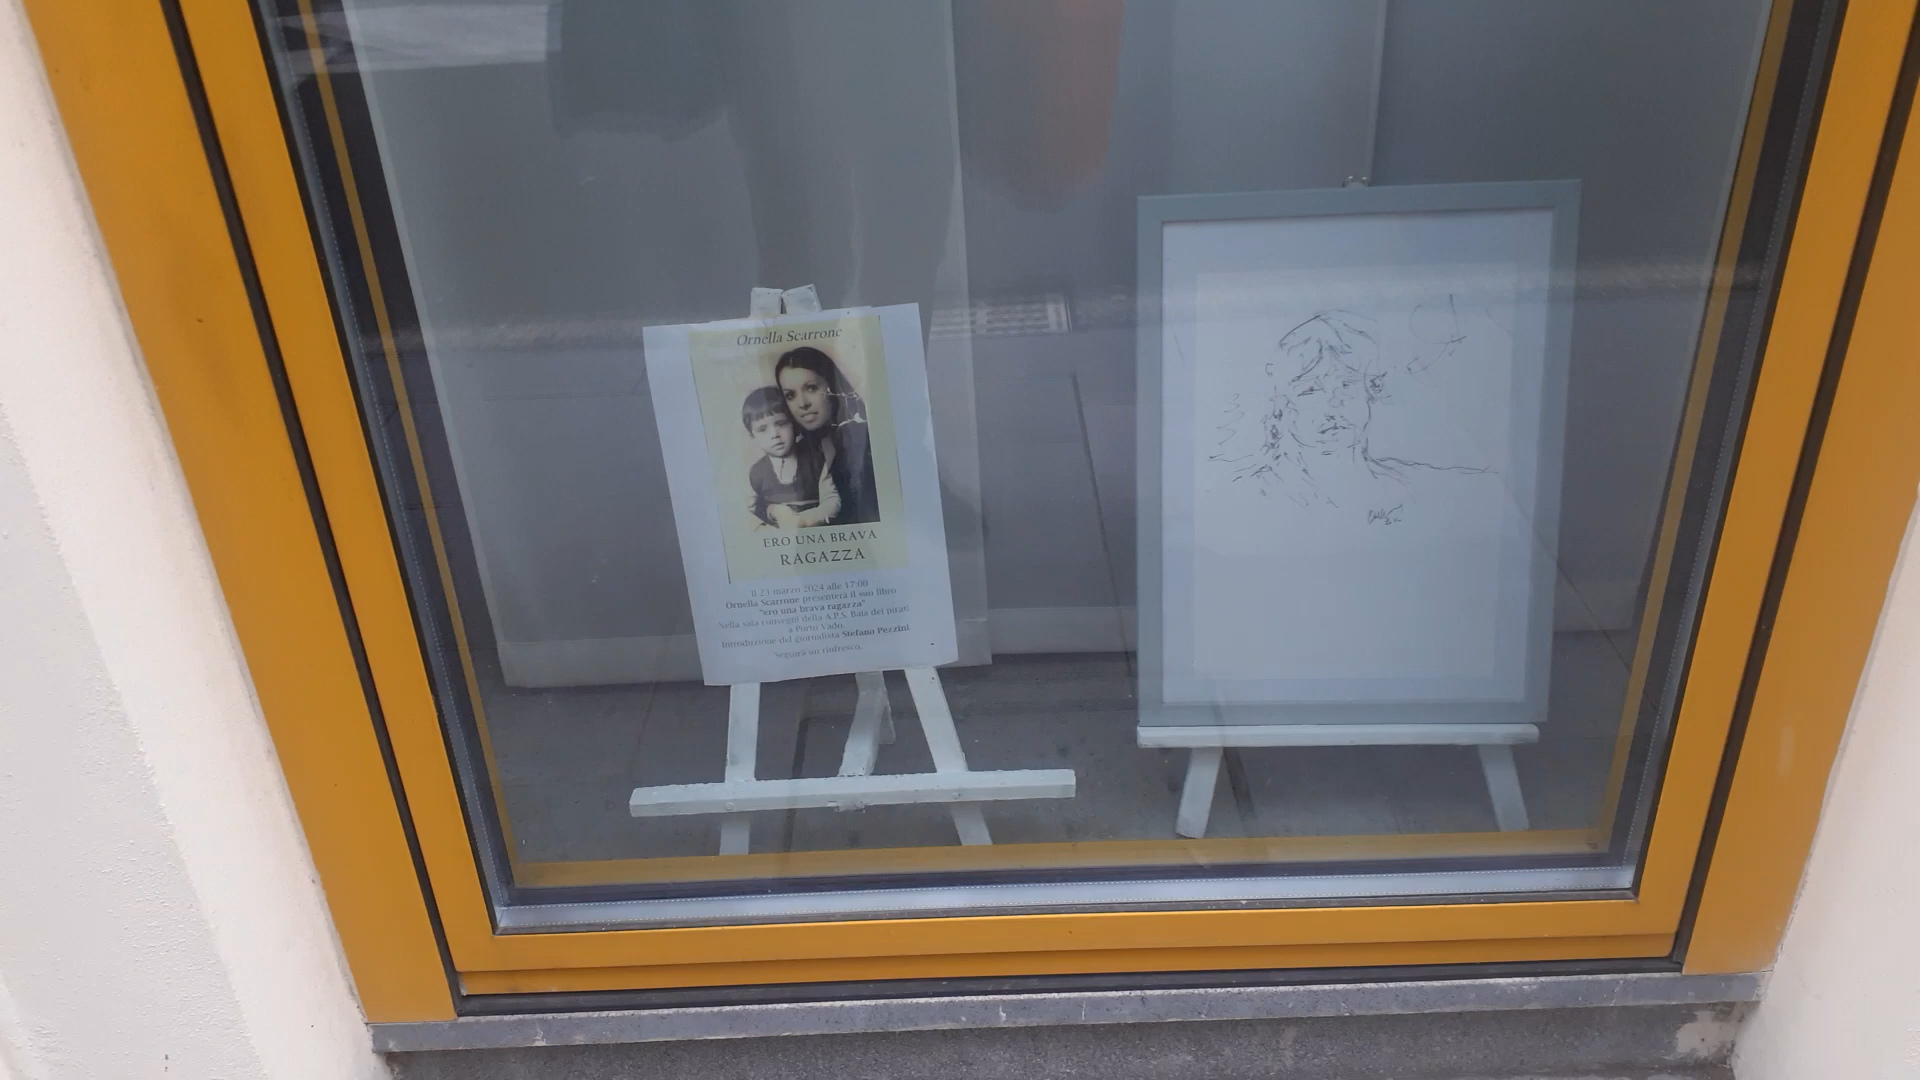 Ornella Scarrone
ERO UNA BRAVA
RAGAZZA
Il 23 marzo 2024 alle 17:00
Ornella Scarrone presenterà il suo libro
"ero una brava ragazza"
Nella sala convegni della A.P.S. Baia dei pirati
a Porto Vado.
Introduzione del giornalista Stefano Pezzini
Seguirà un rinfresco.